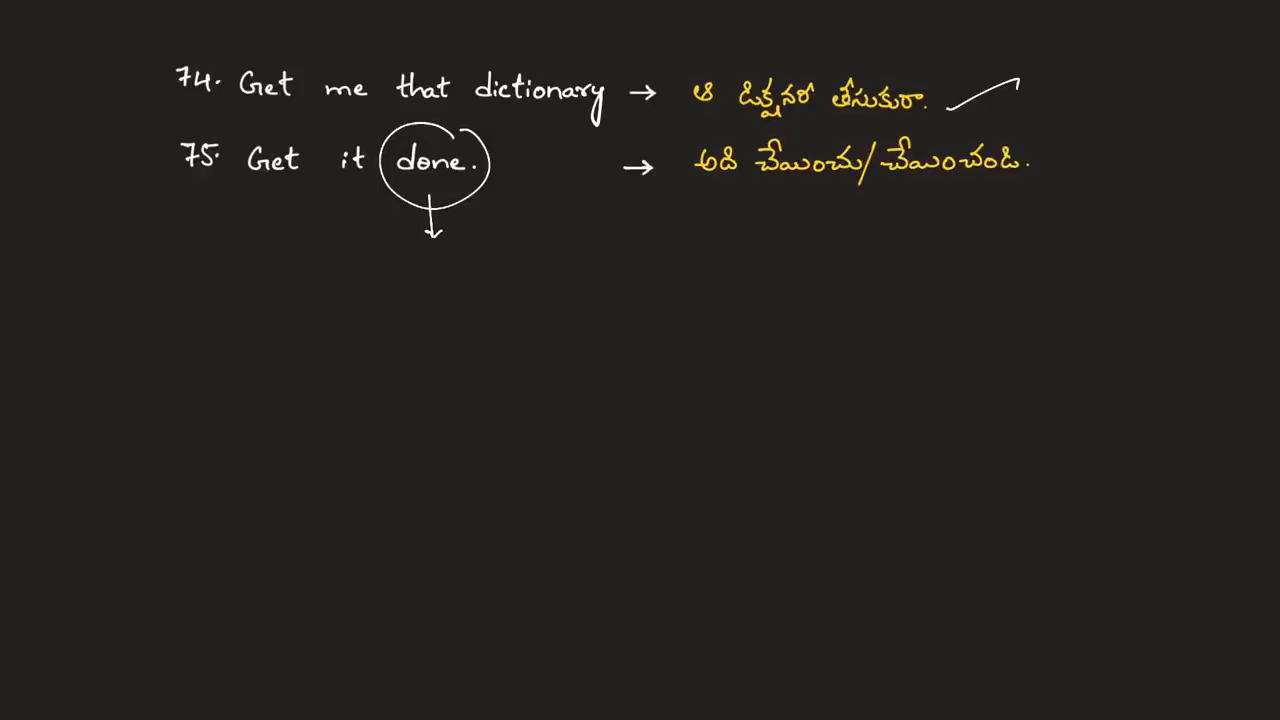 74. Get me that dictionary → ఆ డిక్షనరీ తీసుకురా.
75. Get it done. → అది చేయించు/చేయించండి.